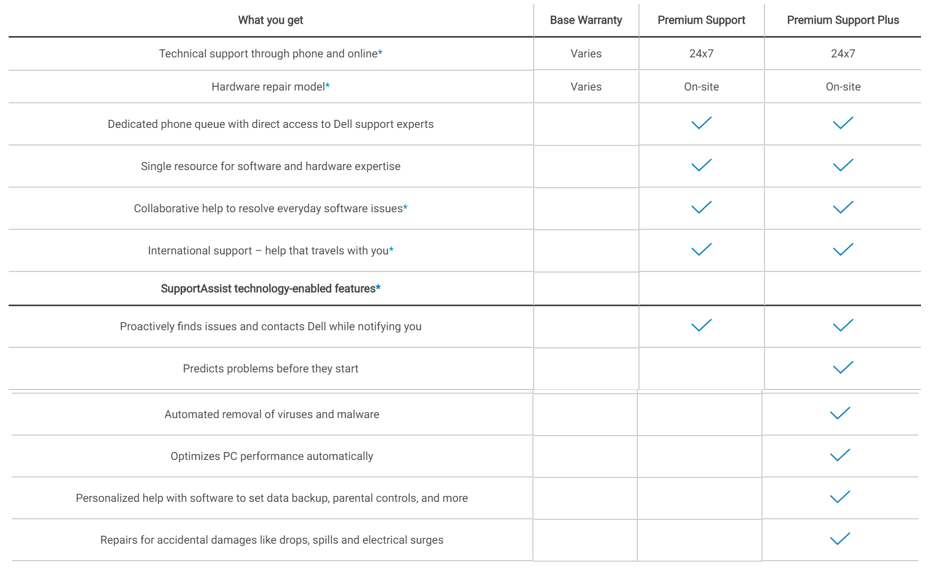 What you get Base Warranty Premium Support Premium Support Plus
Technical support through phone and online* Varies 24x7 24x7
Hardware repair model* Varies On-site On-site
Dedicated phone queue with direct access to Dell support experts
Single resource for software and hardware expertise
Collaborative help to resolve everyday software issues*
International support – help that travels with you*
SupportAssist technology-enabled features*
Proactively finds issues and contacts Dell while notifying you
Predicts problems before they start
Automated removal of viruses and malware
Optimizes PC performance automatically
Personalized help with software to set data backup, parental controls, and more
Repairs for accidental damages like drops, spills and electrical surges